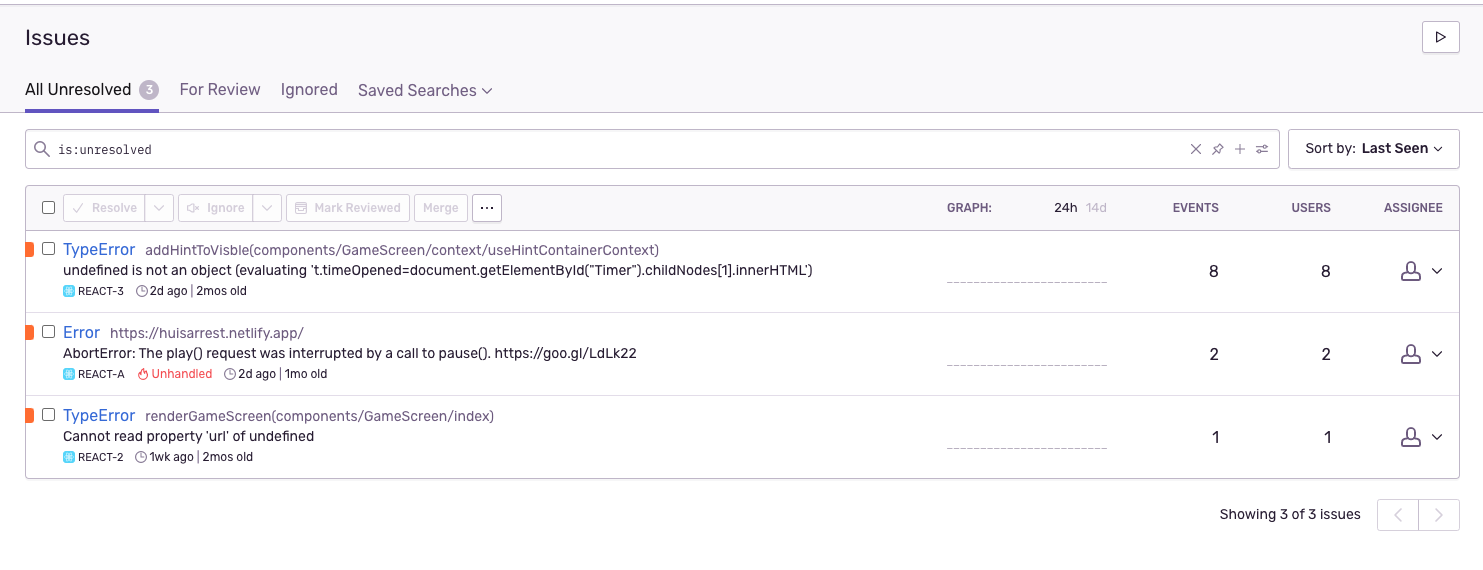 Issues
All Unresolved 3 For Review Ignored Saved Searches
is:unresolved Sort by: Last Seen
Resolve Ignore Mark Reviewed Merge ... GRAPH: 24h 14d EVENTS USERS ASSIGNEE
TypeError addHintToVisble(components/GameScreen/context/useHintContainerContext)
undefined is not an object (evaluating 't.timeOpened=document.getElementById("Timer").childNodes[1].innerHTML') 8 8
REACT-3 2d ago | 2mos old
Error https://huisarrest.netlify.app/
AbortError: The play() request was interrupted by a call to pause(). https://goo.gl/LdLk22 2 2
REACT-A Unhandled 2d ago | 1mo old
TypeError renderGameScreen(components/GameScreen/index)
Cannot read property 'url' of undefined 1 1
REACT-2 1wk ago | 2mos old
Showing 3 of 3 issues